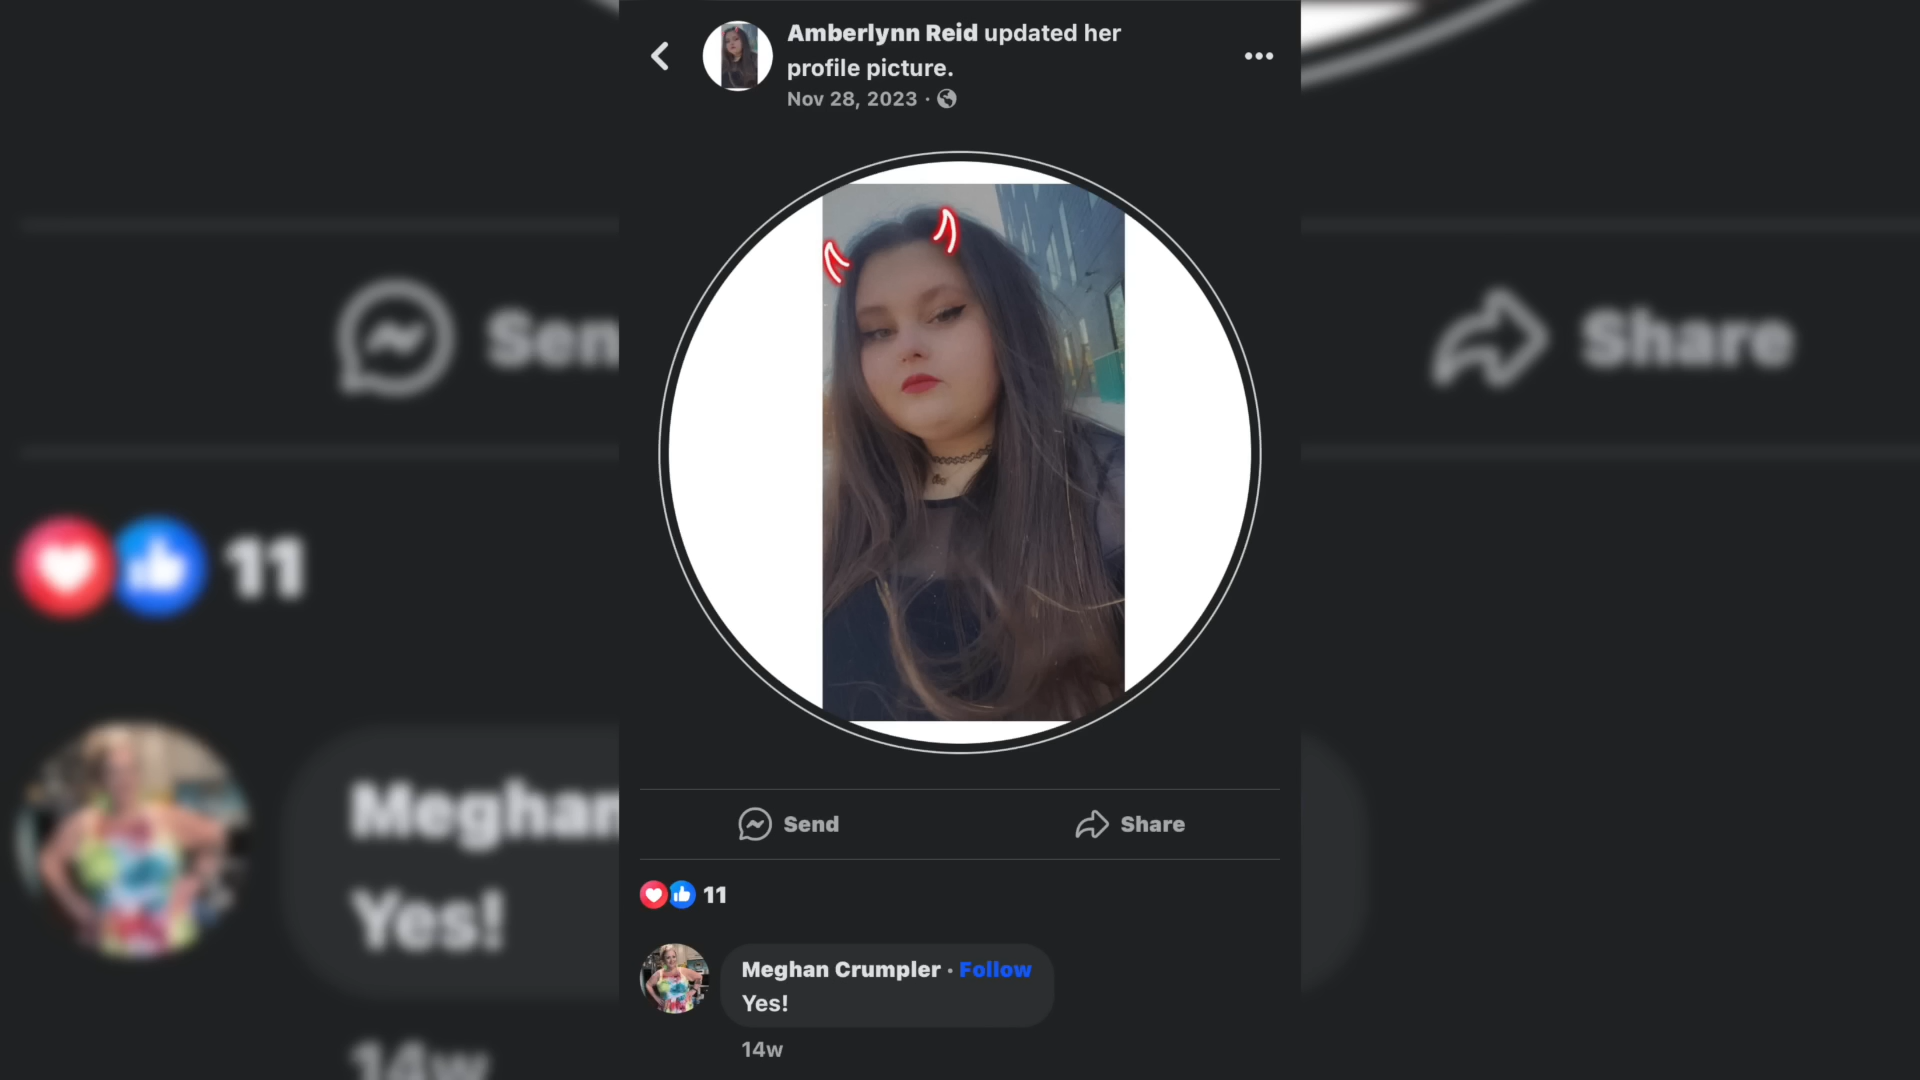 Amberlynn Reid updated her
profile picture.
Nov 28, 2023 ·
Send
Share
11
Meghan Crumpler · Follow
Yes!
14w
Sen
Share
11
Meghan
Yes!
14w